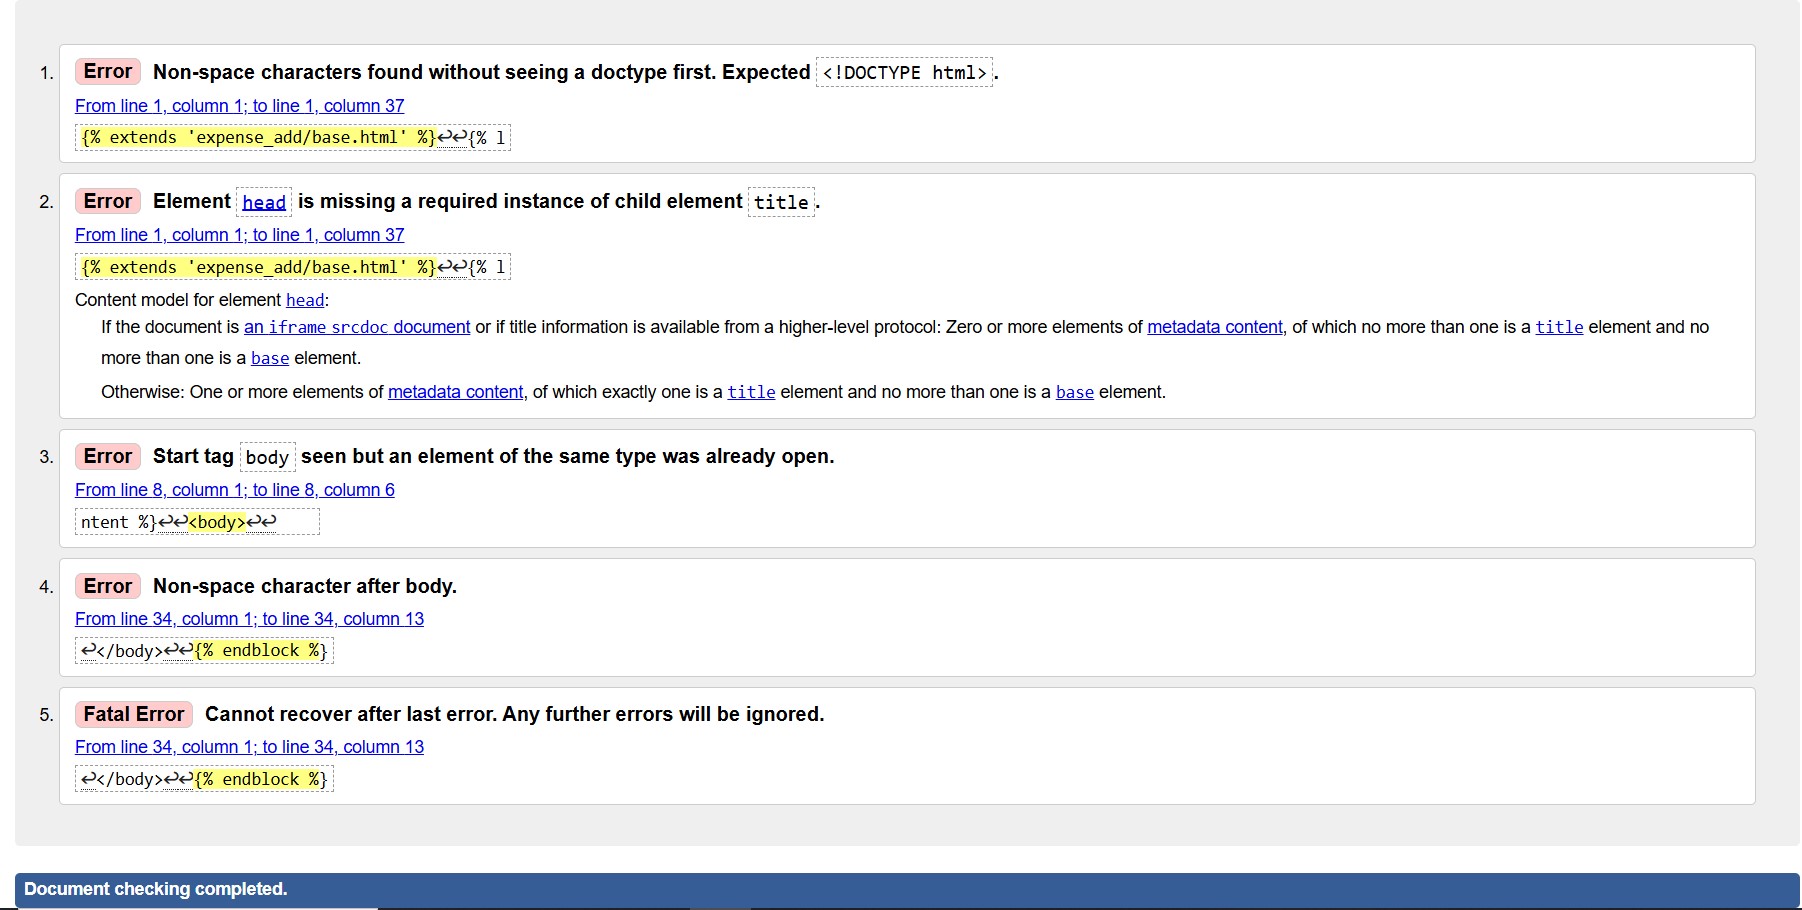 1. Error Non-space characters found without seeing a doctype first. Expected <!DOCTYPE html>.
From line 1, column 1; to line 1, column 37
{% extends 'expense_add/base.html' %}↩↩{% l
2. Error Element head is missing a required instance of child element title.
From line 1, column 1; to line 1, column 37
{% extends 'expense_add/base.html' %}↩↩{% l
Content model for element head:
If the document is an iframe srcdoc document or if title information is available from a higher-level protocol: Zero or more elements of metadata content, of which no more than one is a title element and no
more than one is a base element.
Otherwise: One or more elements of metadata content, of which exactly one is a title element and no more than one is a base element.
3. Error Start tag body seen but an element of the same type was already open.
From line 8, column 1; to line 8, column 6
ntent %}↩↩<body>↩↩
4. Error Non-space character after body.
From line 34, column 1; to line 34, column 13
↩</body>↩↩{% endblock %}
5. Fatal Error Cannot recover after last error. Any further errors will be ignored.
From line 34, column 1; to line 34, column 13
↩</body>↩↩{% endblock %}
Document checking completed.